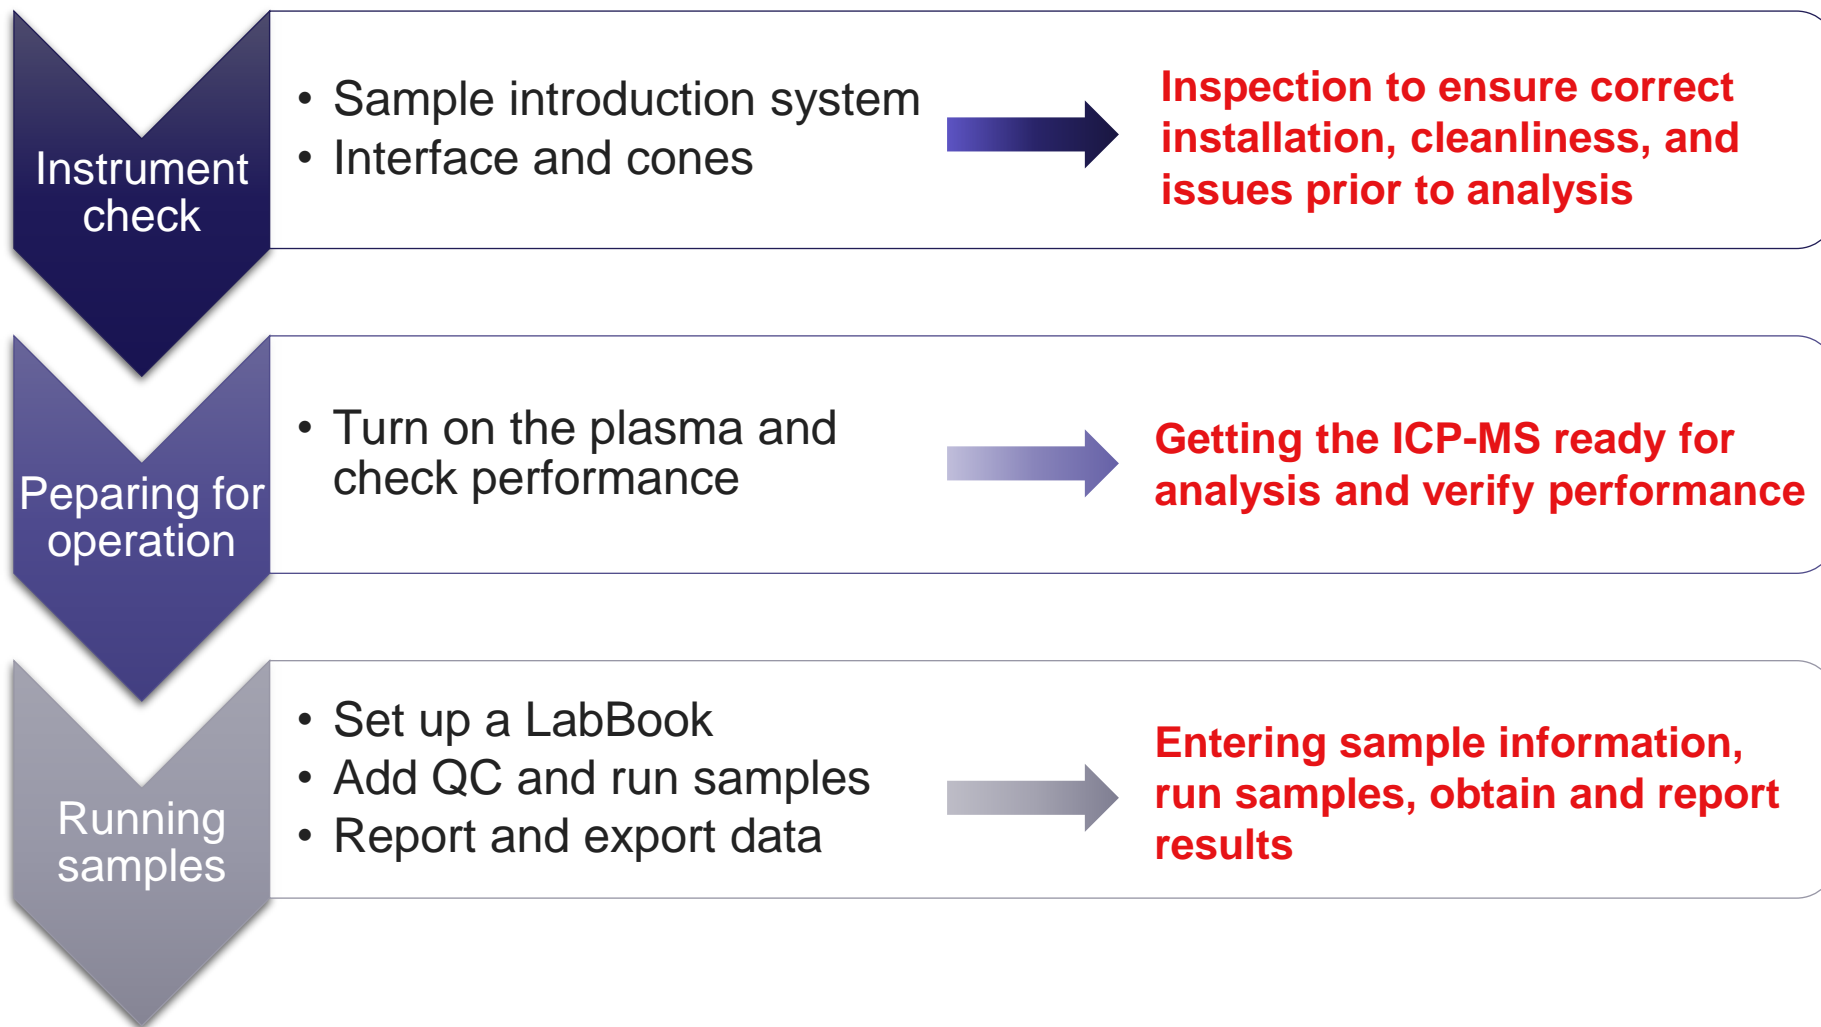 Instrument
check
• Sample introduction system
• Interface and cones
Inspection to ensure correct
installation, cleanliness, and
issues prior to analysis
Peparing for
operation
• Turn on the plasma and
check performance
Getting the ICP-MS ready for
analysis and verify performance
Running
samples
• Set up a LabBook
• Add QC and run samples
• Report and export data
Entering sample information,
run samples, obtain and report
results